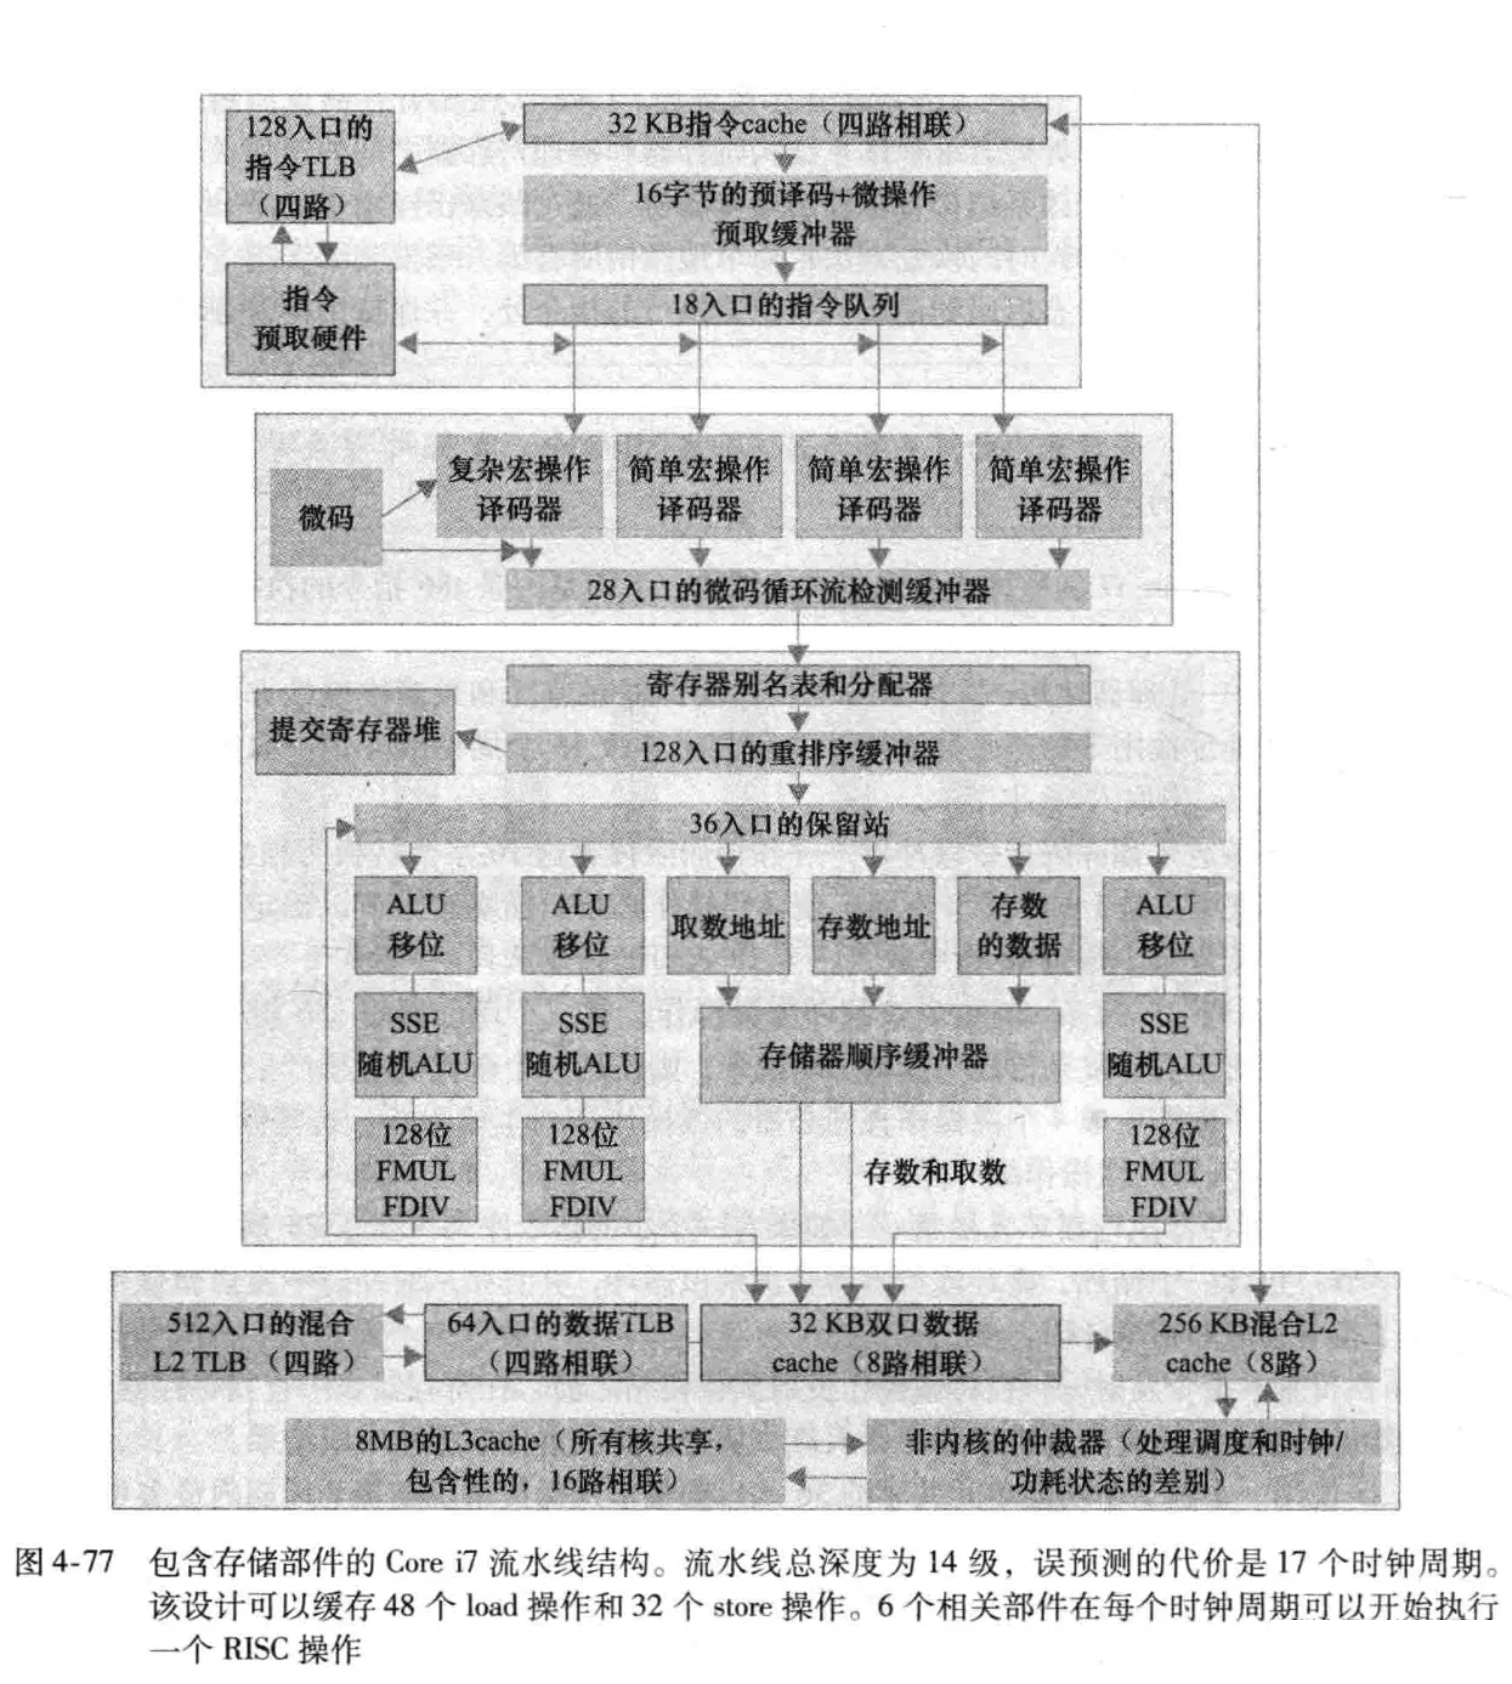 128入口的
指令TLB
（四路）
32 KB指令cache（四路相联）
16字节的预译码+微操作
预取缓冲器
指令
预取硬件
18入口的指令队列
微码
复杂宏操作
译码器
简单宏操作
译码器
简单宏操作
译码器
简单宏操作
译码器
28入口的微码循环流检测缓冲器
寄存器别名表和分配器
提交寄存器堆
128入口的重排序缓冲器
36入口的保留站
ALU
移位
ALU
移位
取数地址
存数地址
存数
的数据
ALU
移位
SSE
随机ALU
SSE
随机ALU
存储器顺序缓冲器
SSE
随机ALU
128位
FMUL
FDIV
128位
FMUL
FDIV
存数和取数
128位
FMUL
FDIV
512入口的混合
L2 TLB （四路）
64入口的数据TLB
（四路相联）
32 KB双口数据
cache（8路相联）
256 KB混合L2
cache（8路）
8MB的L3cache（所有核共享，
包含性的，16路相联）
非内核的仲裁器（处理调度和时钟/
功耗状态的差别）
图 4-77 包含存储部件的 Core i7 流水线结构。流水线总深度为 14 级，误预测的代价是 17 个时钟周期。
该设计可以缓存 48 个 load 操作和 32 个 store 操作。6 个相关部件在每个时钟周期可以开始执行
一个 RISC 操作